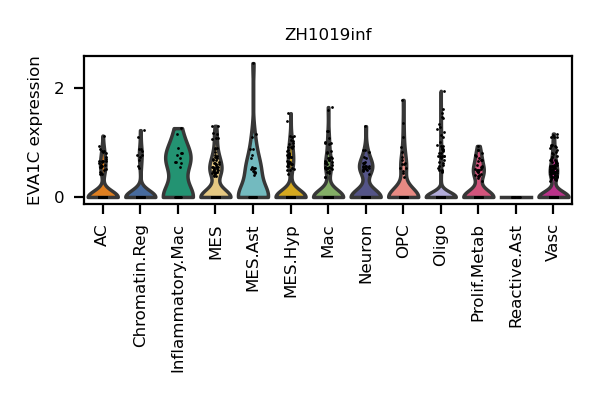 ZH1019inf
EVA1C expression
2
0
AC
Chromatin.Reg
Inflammatory.Mac
MES
MES.Ast
MES.Hyp
Mac
Neuron
OPC
Oligo
Prolif.Metab
Reactive.Ast
Vasc